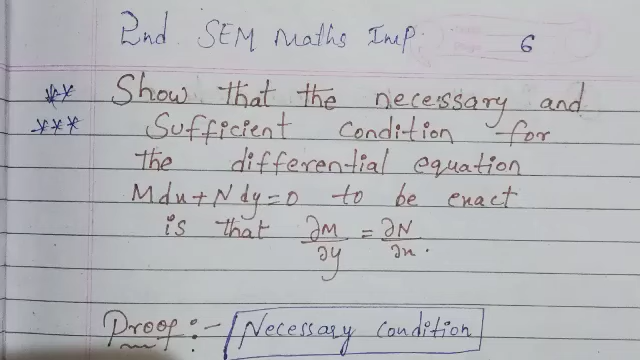 2nd SEM Maths Imp. 6
** Show that the necessary and
*** Sufficient Condition for
the differential equation
Mdx+Ndy=0 to be exact
is that ∂M/∂y = ∂N/∂x.
Proof:- Necessary condition